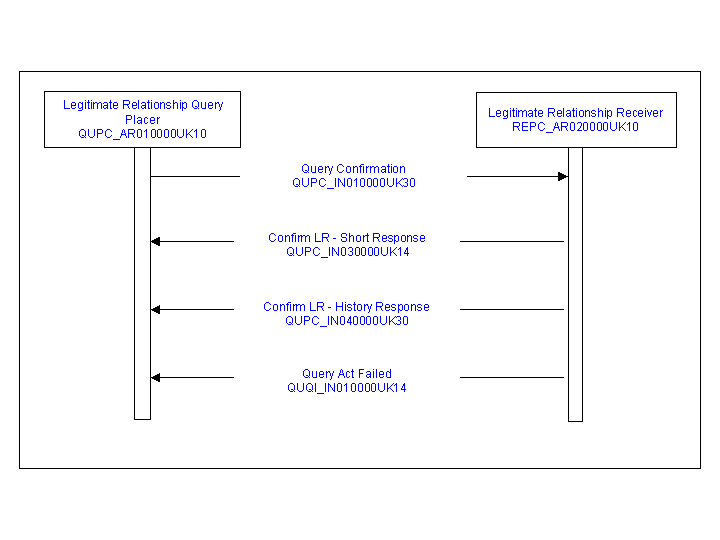 Legitimate Relationship Query
Placer
QUPC_AR010000UK10
Legitimate Relationship Receiver
REPC_AR020000UK10
Query Confirmation
QUPC_IN010000UK30
Confirm LR - Short Response
QUPC_IN030000UK14
Confirm LR - History Response
QUPC_IN040000UK30
Query Act Failed
QUQI_IN010000UK14